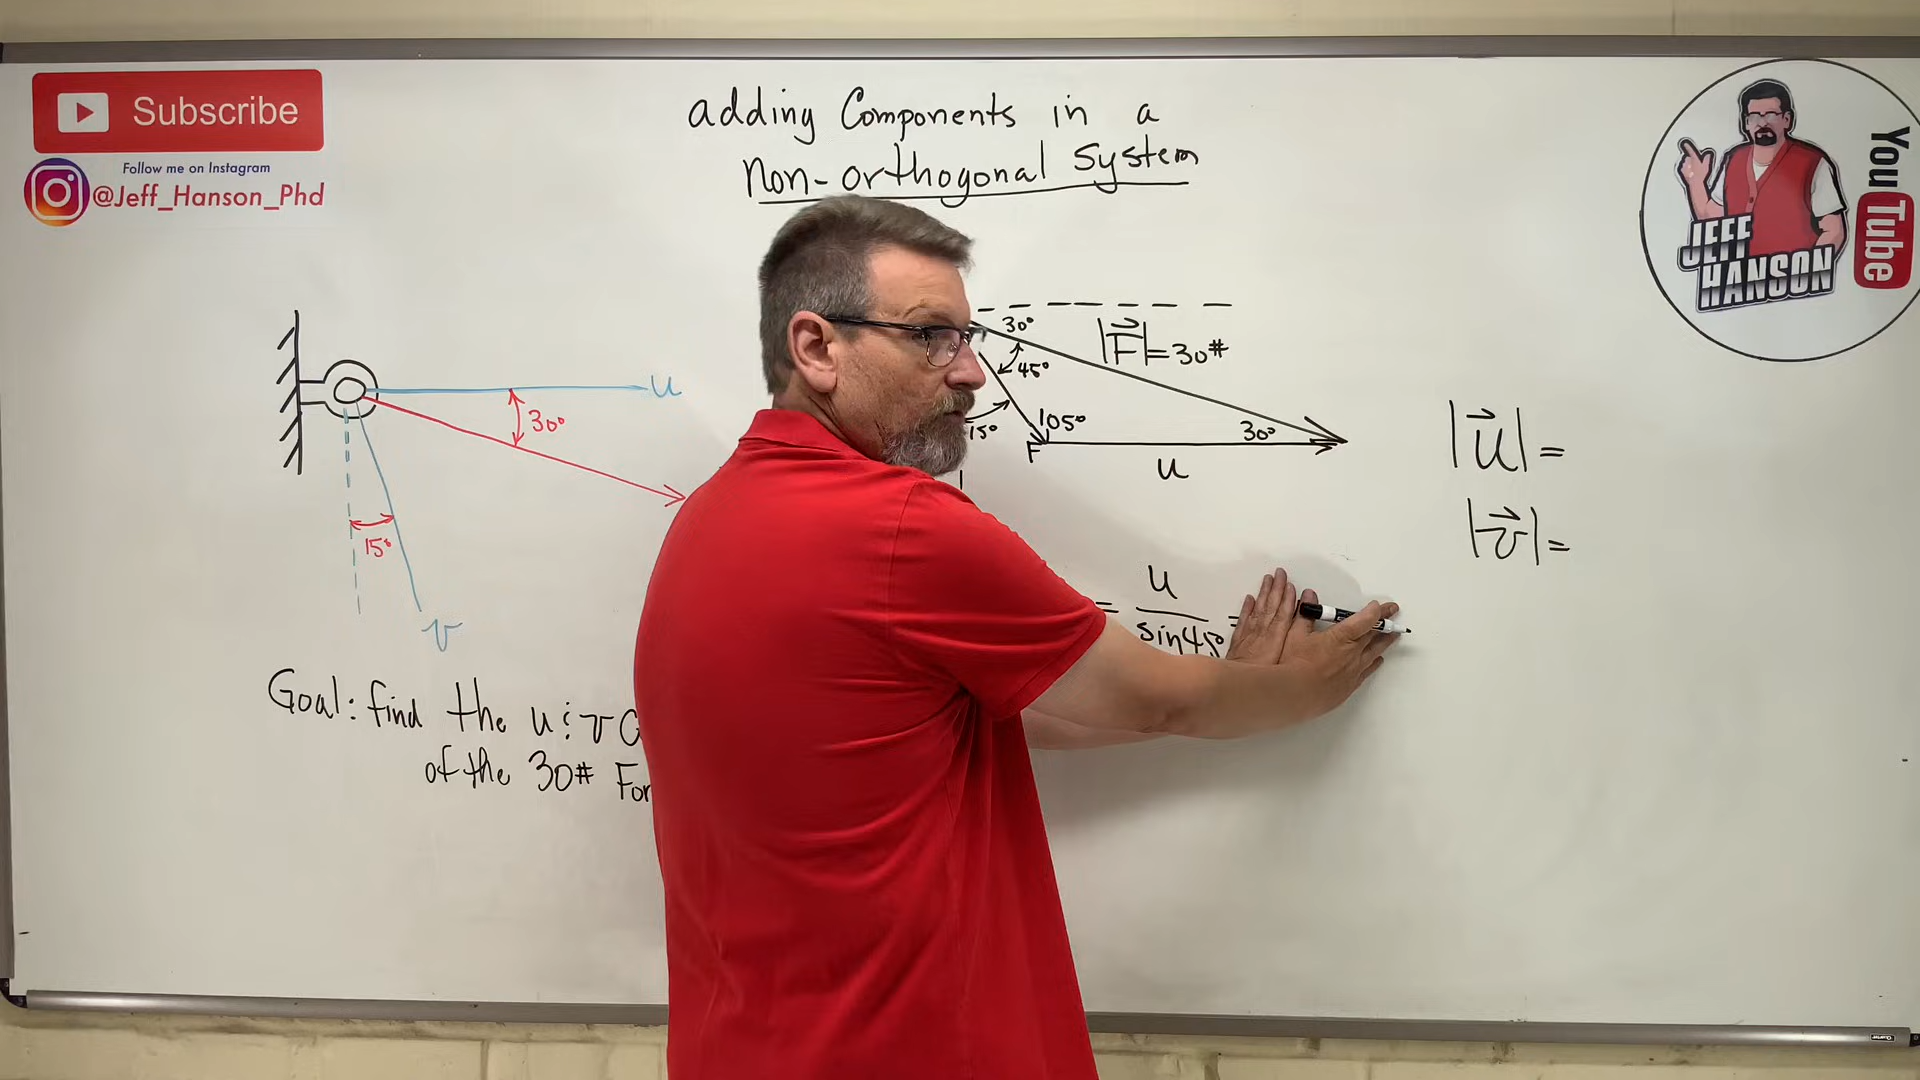 Subscribe
Follow me on Instagram
@Jeff_Hanson_Phd
adding Components in a
Non-orthogonal system
YouTube
JEFF
HANSON
u
30°
15°
v
Goal: find the u & v
of the 30#
30°
45°
|F|=30#
15°
105°
30°
F
u
|u|=
|v|=
= u =
sin45°